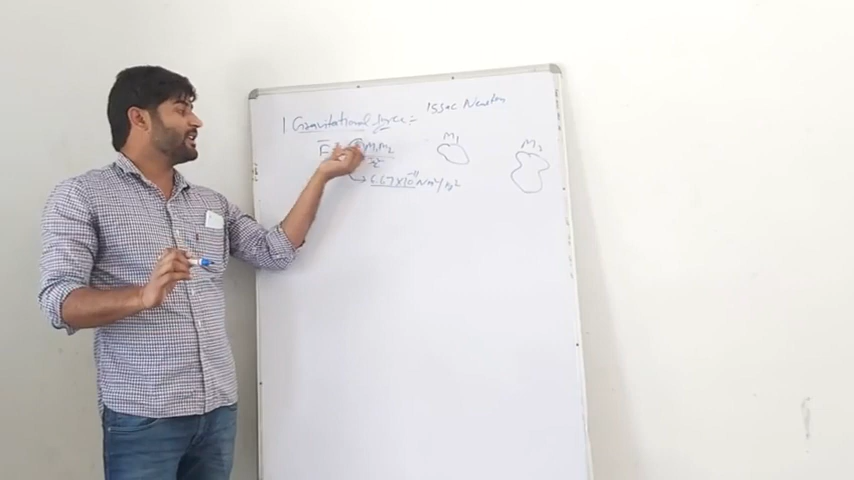 1 Gravitational force :- Issac Newton
F = M₁M₂
r²
6.67×10⁻¹¹ Nm²/kg²
M₁
M₂